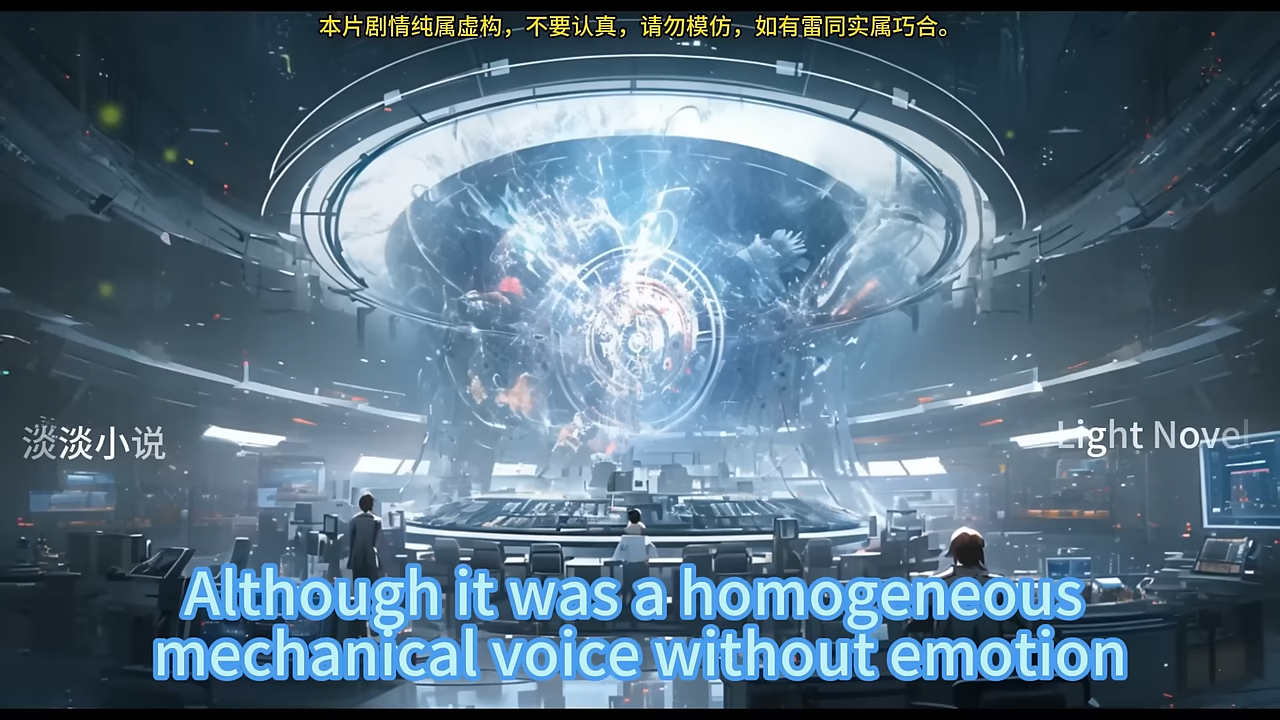 本片剧情纯属虚构，不要认真，请勿模仿，如有雷同实属巧合。
淡淡小说
Light Novel
Although it was a homogeneous
mechanical voice without emotion